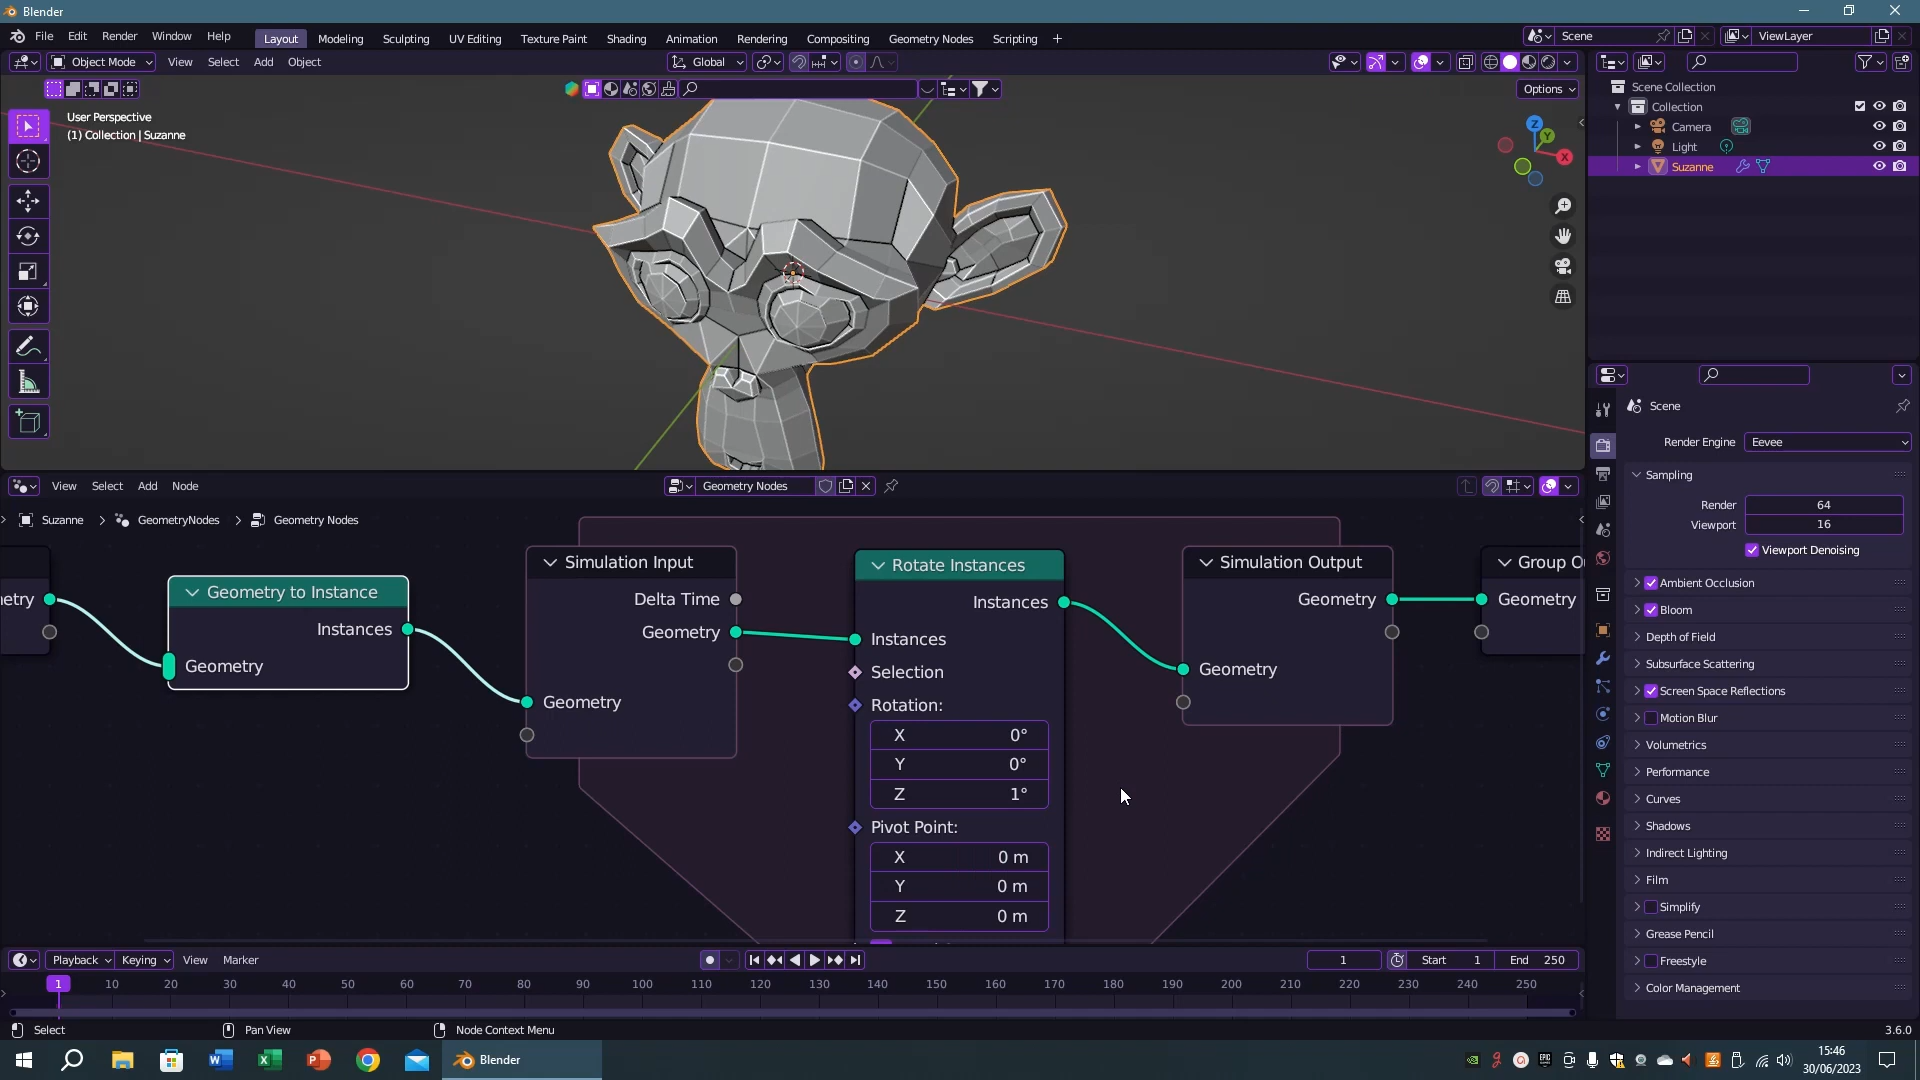 Blender
File Edit Render Window Help Layout Modeling Sculpting UV Editing Texture Paint Shading Animation Rendering Compositing Geometry Nodes Scripting + Scene ViewLayer
Object Mode View Select Add Object Global
Options
User Perspective
(1) Collection | Suzanne
Z
Y
X
Scene Collection
Collection
Camera
Light
Suzanne
Scene
Render Engine Eevee
Sampling
Render 64
Viewport 16
Viewport Denoising
Ambient Occlusion
Bloom
Depth of Field
Subsurface Scattering
Screen Space Reflections
Motion Blur
Volumetrics
Performance
Curves
Shadows
Indirect Lighting
Film
Simplify
Grease Pencil
Freestyle
Color Management
View Select Add Node Geometry Nodes
Suzanne GeometryNodes Geometry Nodes
etry
Geometry to Instance
Instances
Geometry
Simulation Input
Delta Time
Geometry
Geometry
Rotate Instances
Instances
Instances
Selection
Rotation:
X 0°
Y 0°
Z 1°
Pivot Point:
X 0 m
Y 0 m
Z 0 m
Simulation Output
Geometry
Geometry
Group O
Geometry
Playback Keying View Marker 1 Start 1 End 250
1 10 20 30 40 50 60 70 80 90 100 110 120 130 140 150 160 170 180 190 200 210 220 230 240 250
Select Pan View Node Context Menu 3.6.0
Blender
15:46
30/06/2023